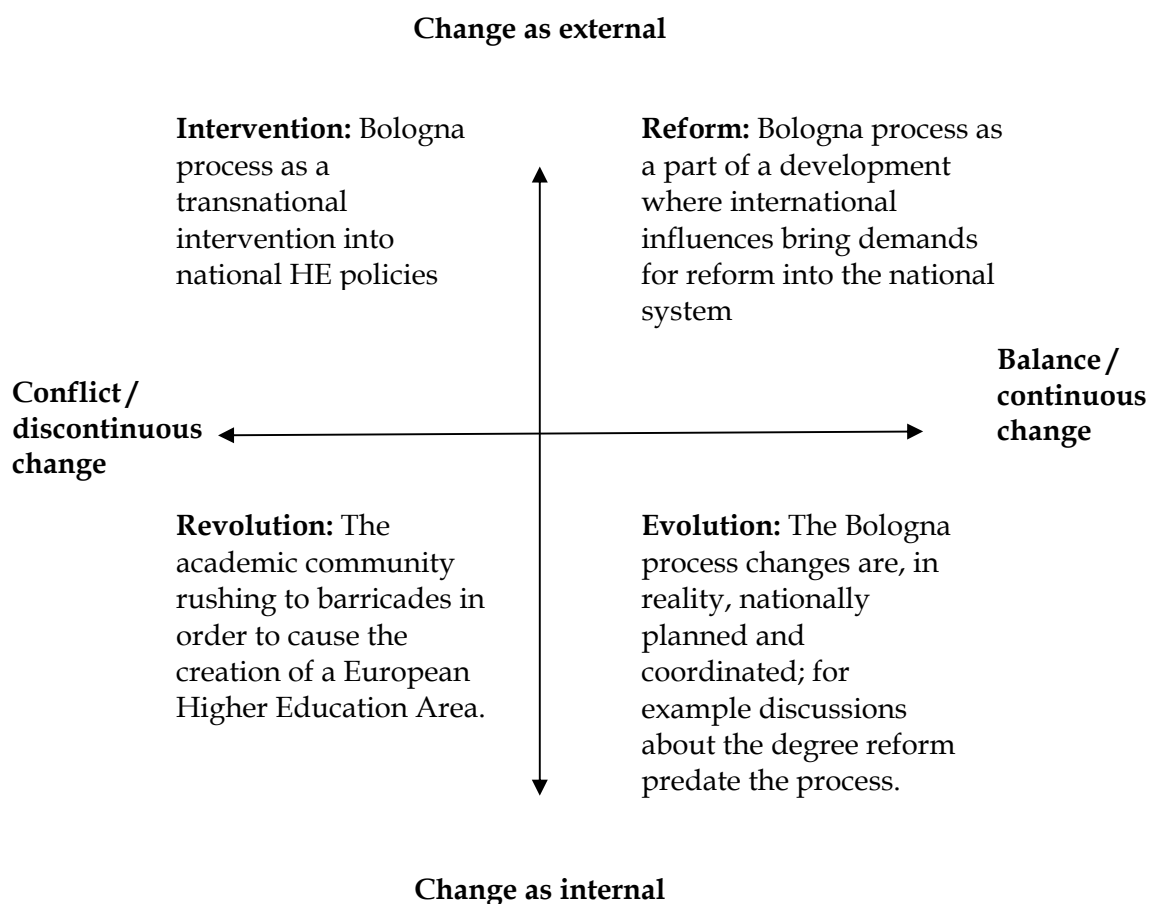 Change as external
Intervention: Bologna
process as a
transnational
intervention into
national HE policies
Reform: Bologna process as
a part of a development
where international
influences bring demands
for reform into the national
system
Conflict/
discontinuous
change
Balance/
continuous
change
Revolution: The
academic community
rushing to barricades in
order to cause the
creation of a European
Higher Education Area.
Evolution: The Bologna
process changes are, in
reality, nationally
planned and
coordinated; for
example discussions
about the degree reform
predate the process.
Change as internal